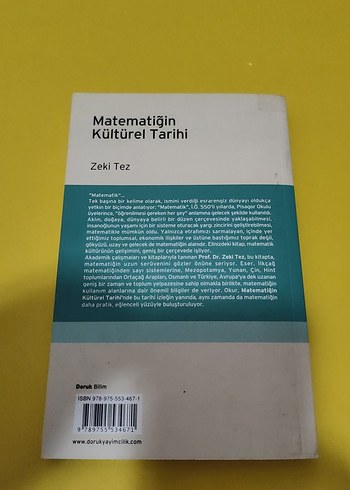 Matematiğin
Kültürel Tarihi
Zeki Tez
"Matematik"...
Tek başına bir kelime olarak, ismini verdiği esrarengiz dünyayı oldukça
yetkin bir biçimde anlatıyor: "Matematik", İ.Ö. 550'li yıllarda, Pisagor Okulu
üyelerince, "öğrenilmesi gereken her şey" anlamına gelecek şekilde kullanıldı.
Aklın, doğaya, dünyaya belirli bir düzen çerçevesinde yaklaşabilmesi,
insanoğlunun yaşamı için bir sisteme oturacak yargı zincirini geliştirebilmesi,
matematikle mümkün oldu. Yalnızca etrafımızı sarmalayan, içinde yer
ettiğimiz toplumsal, ekonomik ilişkiler ve üstüne bastığımız toprak değil,
gökyüzü, uzay ve gelecek de matematiğin alanıdır. Elinizdeki kitap, matematik
kültürünün gelişimini, geniş bir çerçevede işliyor.
Akademik çalışmaları ve kitaplarıyla tanınan Prof. Dr. Zeki Tez, bu kitapta,
matematiğin uzun serüvenini gözler önüne seriyor. Eser, İlkçağ
matematiğinden sayı sistemlerine, Mezopotamya, Yunan, Çin, Hint
toplumlarından Ortaçağ Arapları, Osmanlı ve Türkiye, Avrupa'ya dek uzanan
geniş bir zaman ve toplum yelpazesine sahip olmakla birlikte, matematiğin
kullanım alanlarına dair önemli bilgiler de veriyor. Okur, Matematiğin
Kültürel Tarihi'nde bu tarihî izleğin yanında, aynı zamanda da matematiğin
daha pratik, eğlenceli yüzüyle buluşturuluyor.
Doruk Bilim
ISBN 978-975-553-467-1
9 789755 534671
www.dorukyayimcilik.com